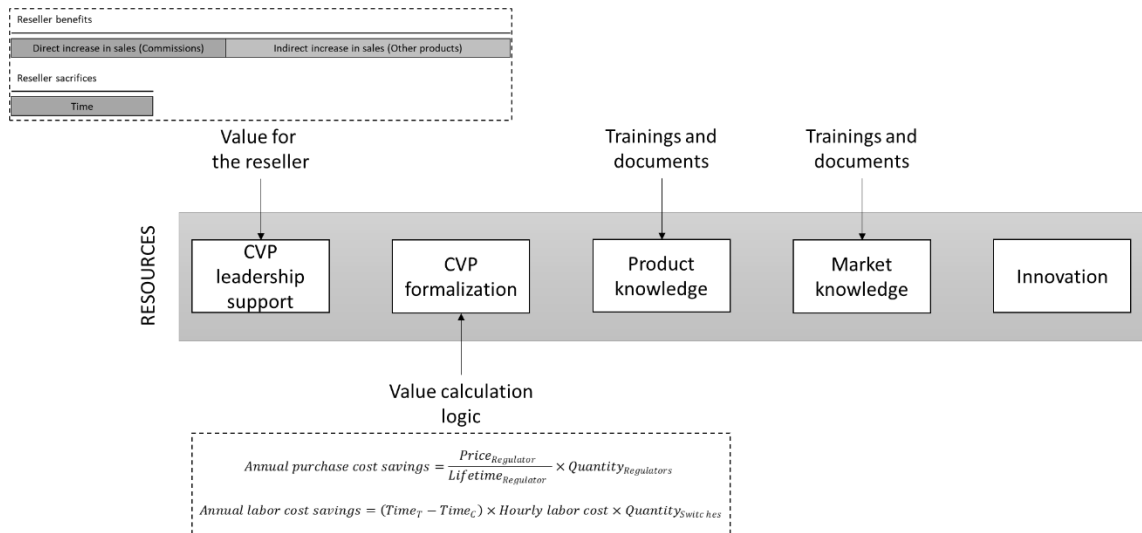 Reseller benefits
Direct increase in sales (Commissions)
Indirect increase in sales (Other products)
Reseller sacrifices
Time
Value for
the reseller
Trainings and
documents
Trainings and
documents
RESOURCES
CVP
leadership
support
CVP
formalization
Product
knowledge
Market
knowledge
Innovation
Value calculation
logic
Annual purchase cost savings = Price_Regulator / Lifetime_Regulator × Quantity_Regulators
Annual labor cost savings = (Time_T − Time_C) × Hourly labor cost × Quantity_Switches